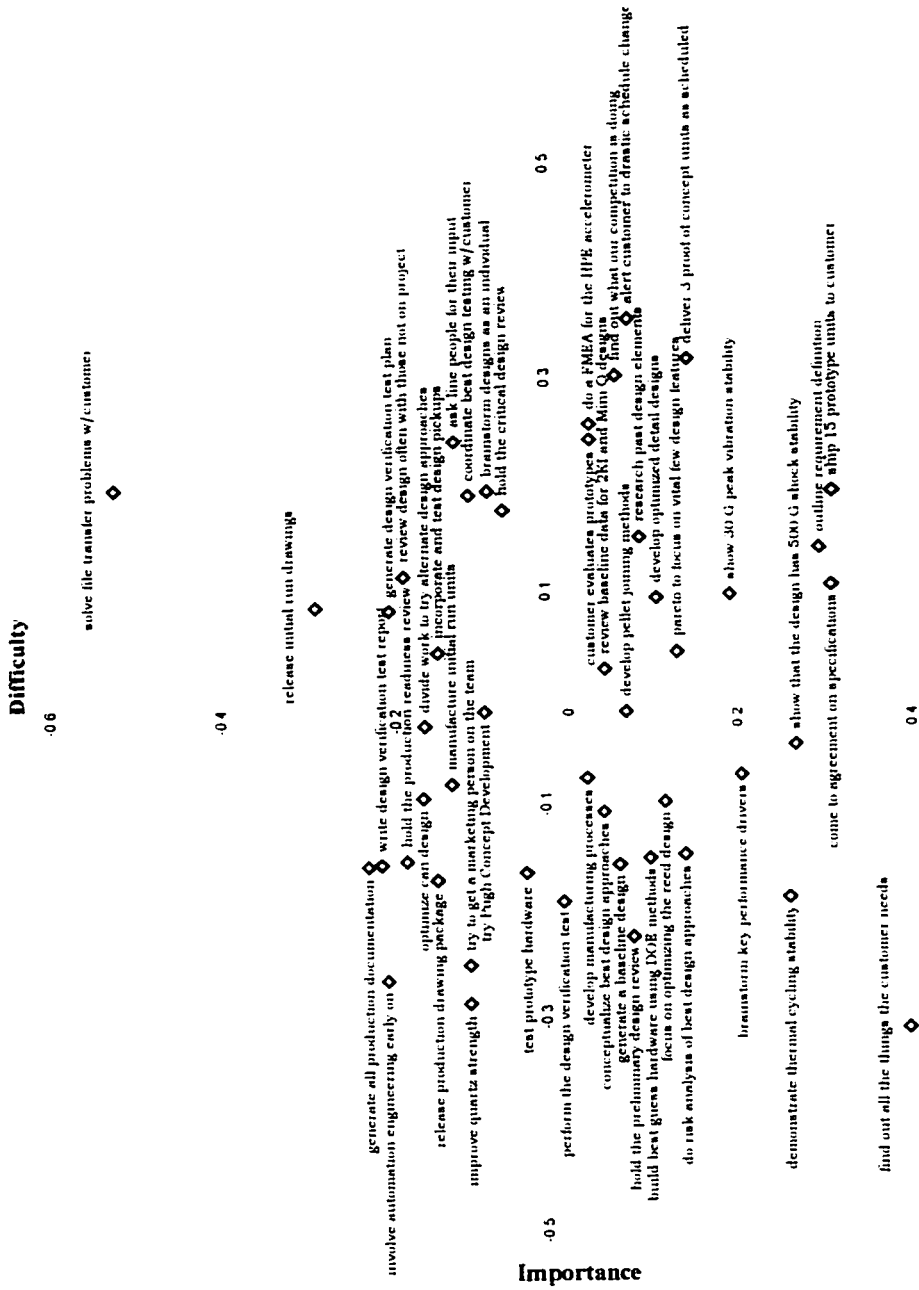 Difficulty
-0 6
solve file transfer problems w/customer
-0 4
release initial run drawings
generate all production documentation
write design verification test report
generate design verification test plan
involve automation engineering early on
-0 2
hold the production readiness review
review design often with those not on project
optimize can design
divide work to try alternate design approaches
release production drawing package
incorporate and test design pickups
manufacture initial run units
ask line people for their input
improve quartz strength
try to get a marketing person on the team
coordinate best design testing w/customer
try Pugh Concept Development
brainstorm designs as an individual
hold the critical design review
Importance
test prototype hardware
-0 5
-0 3
-0 1
0 1
0 3
0 5
perform the design verification test
0
develop manufacturing processes
customer evaluates prototypes
do a FMEA for the HPE accelerometer
conceptualize best design approaches
review baseline data for 2KI and Mini Q designs
find out what our competition is doing
generate a baseline design
develop pellet joining methods
alert customer to drastic schedule change
hold the preliminary design review
research past design elements
build best guess hardware using DOE methods
develop optimized detail designs
focus on optimizing the reed design
pareto to focus on vital few design features
do risk analysis of best design approaches
deliver 3 proof of concept units as scheduled
show 30 G peak vibration stability
0 2
brainstorm key performance drivers
demonstrate thermal cycling stability
show that the design has 500 G shock stability
outline requirement definition
come to agreement on specifications
ship 15 prototype units to customer
find out all the things the customer needs
0 4